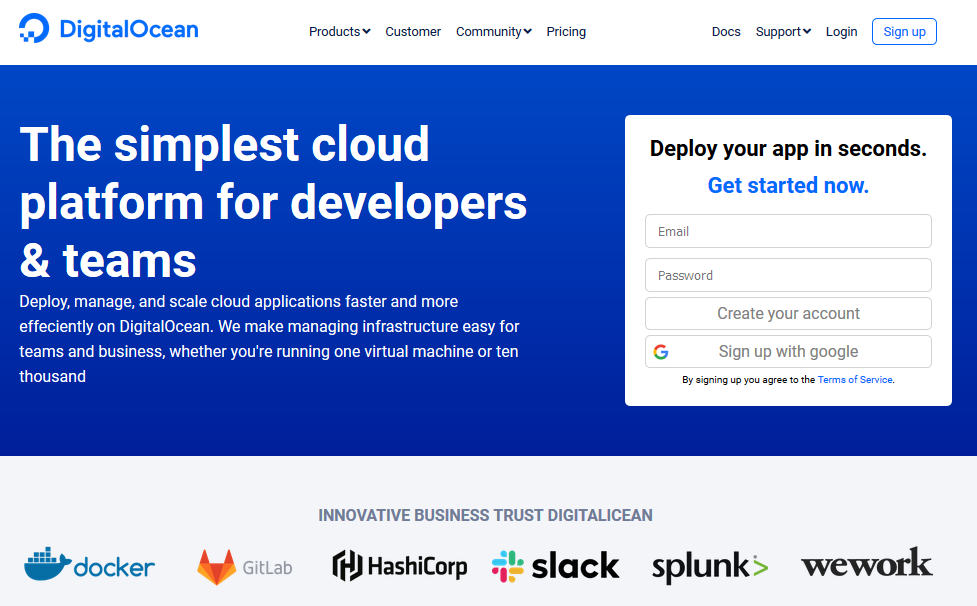 DigitalOcean
Products Customer Community Pricing
Docs Support Login Sign up
The simplest cloud
platform for developers
& teams
Deploy, manage, and scale cloud applications faster and more
effeciently on DigitalOcean. We make managing infrastructure easy for
teams and business, whether you're running one virtual machine or ten
thousand
Deploy your app in seconds.
Get started now.
Email
Password
Create your account
Sign up with google
By signing up you agree to the Terms of Service.
INNOVATIVE BUSINESS TRUST DIGITALICEAN
docker GitLab HashiCorp slack splunk> wework